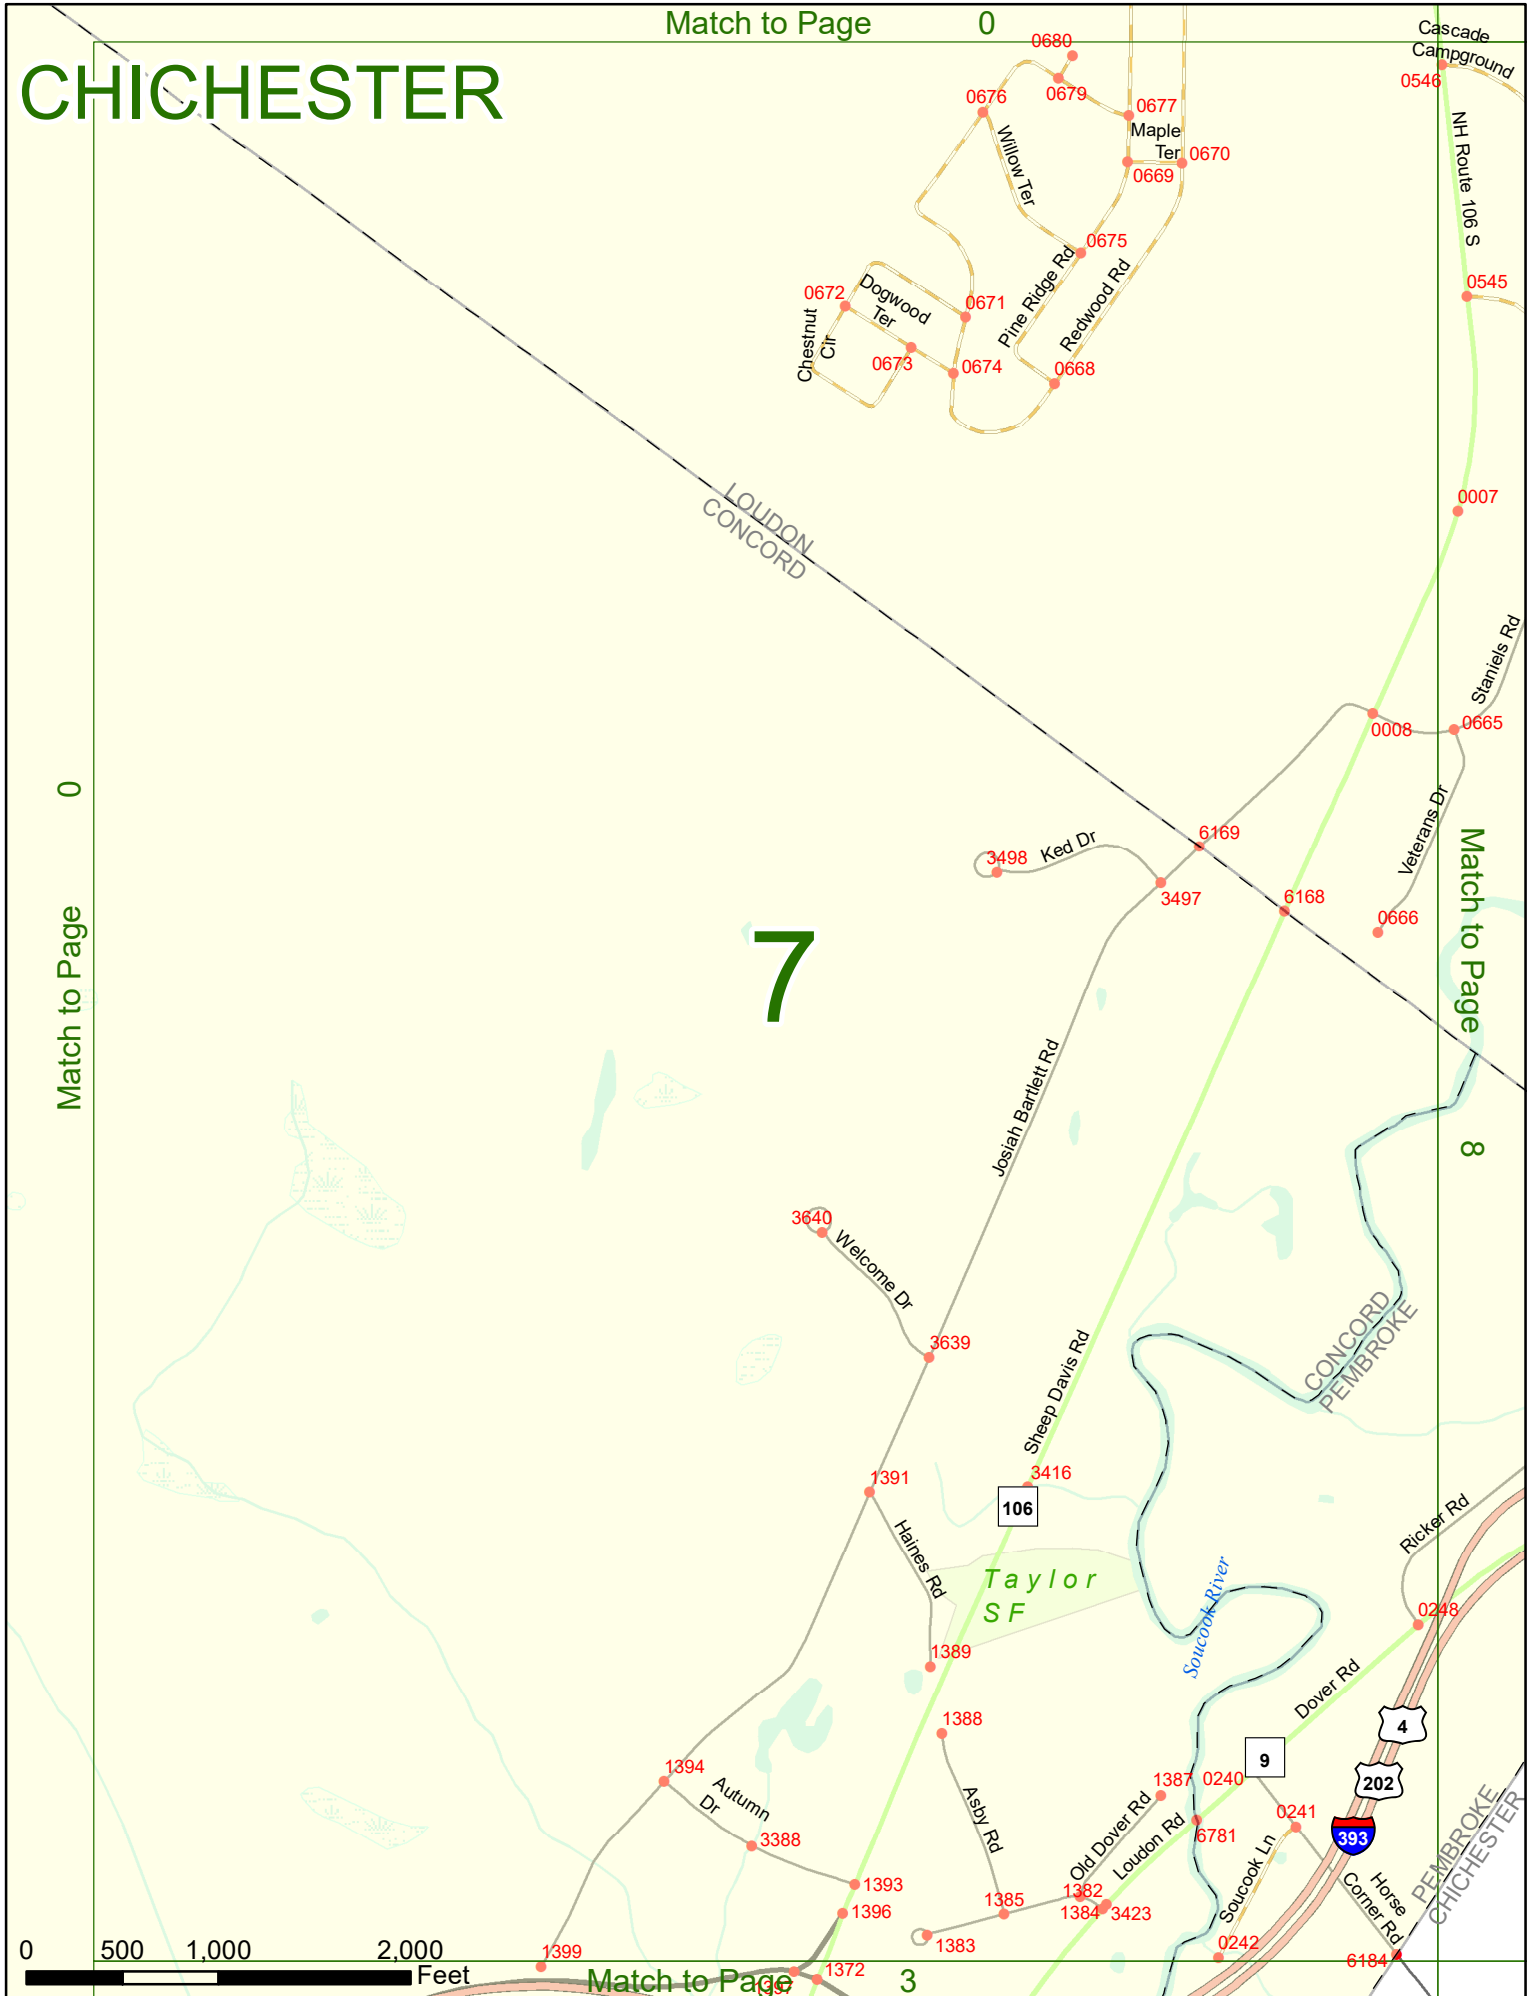 Match to Page 0
CHICHESTER
Cascade
Campground
0546
0680
0679
0676
0677
Maple
Ter
0670
0669
Willow Ter
NH Route 106 S
0675
0545
0672
Dogwood
Ter
0671
Chestnut
Cir
0673
0674
Pine Ridge Rd
Redwood Rd
0668
0007
LOUDON
CONCORD
Staniels Rd
0008
0665
Veterans Dr
0666
Match to Page 0
Match to Page 8
3498
Ked Dr
6169
3497
6168
7
Josiah Bartlett Rd
3640
Welcome Dr
3639
CONCORD
PEMBROKE
Sheep Davis Rd
1391
3416
106
Haines Rd
Taylor
SF
Soucook River
Ricker Rd
0248
1389
Dover Rd
1388
4
9
202
393
1394
Autumn
Dr
3388
1387
0240
0241
Asby Rd
Old Dover Rd
Loudon Rd
6781
Soucook Ln
Horse
Corner Rd
PEMBROKE
CHICHESTER
1393
1396
1385
1382
1384
3423
1383
0242
6184
1399
1372
1397
0 500 1,000 2,000
Feet
Match to Page 3